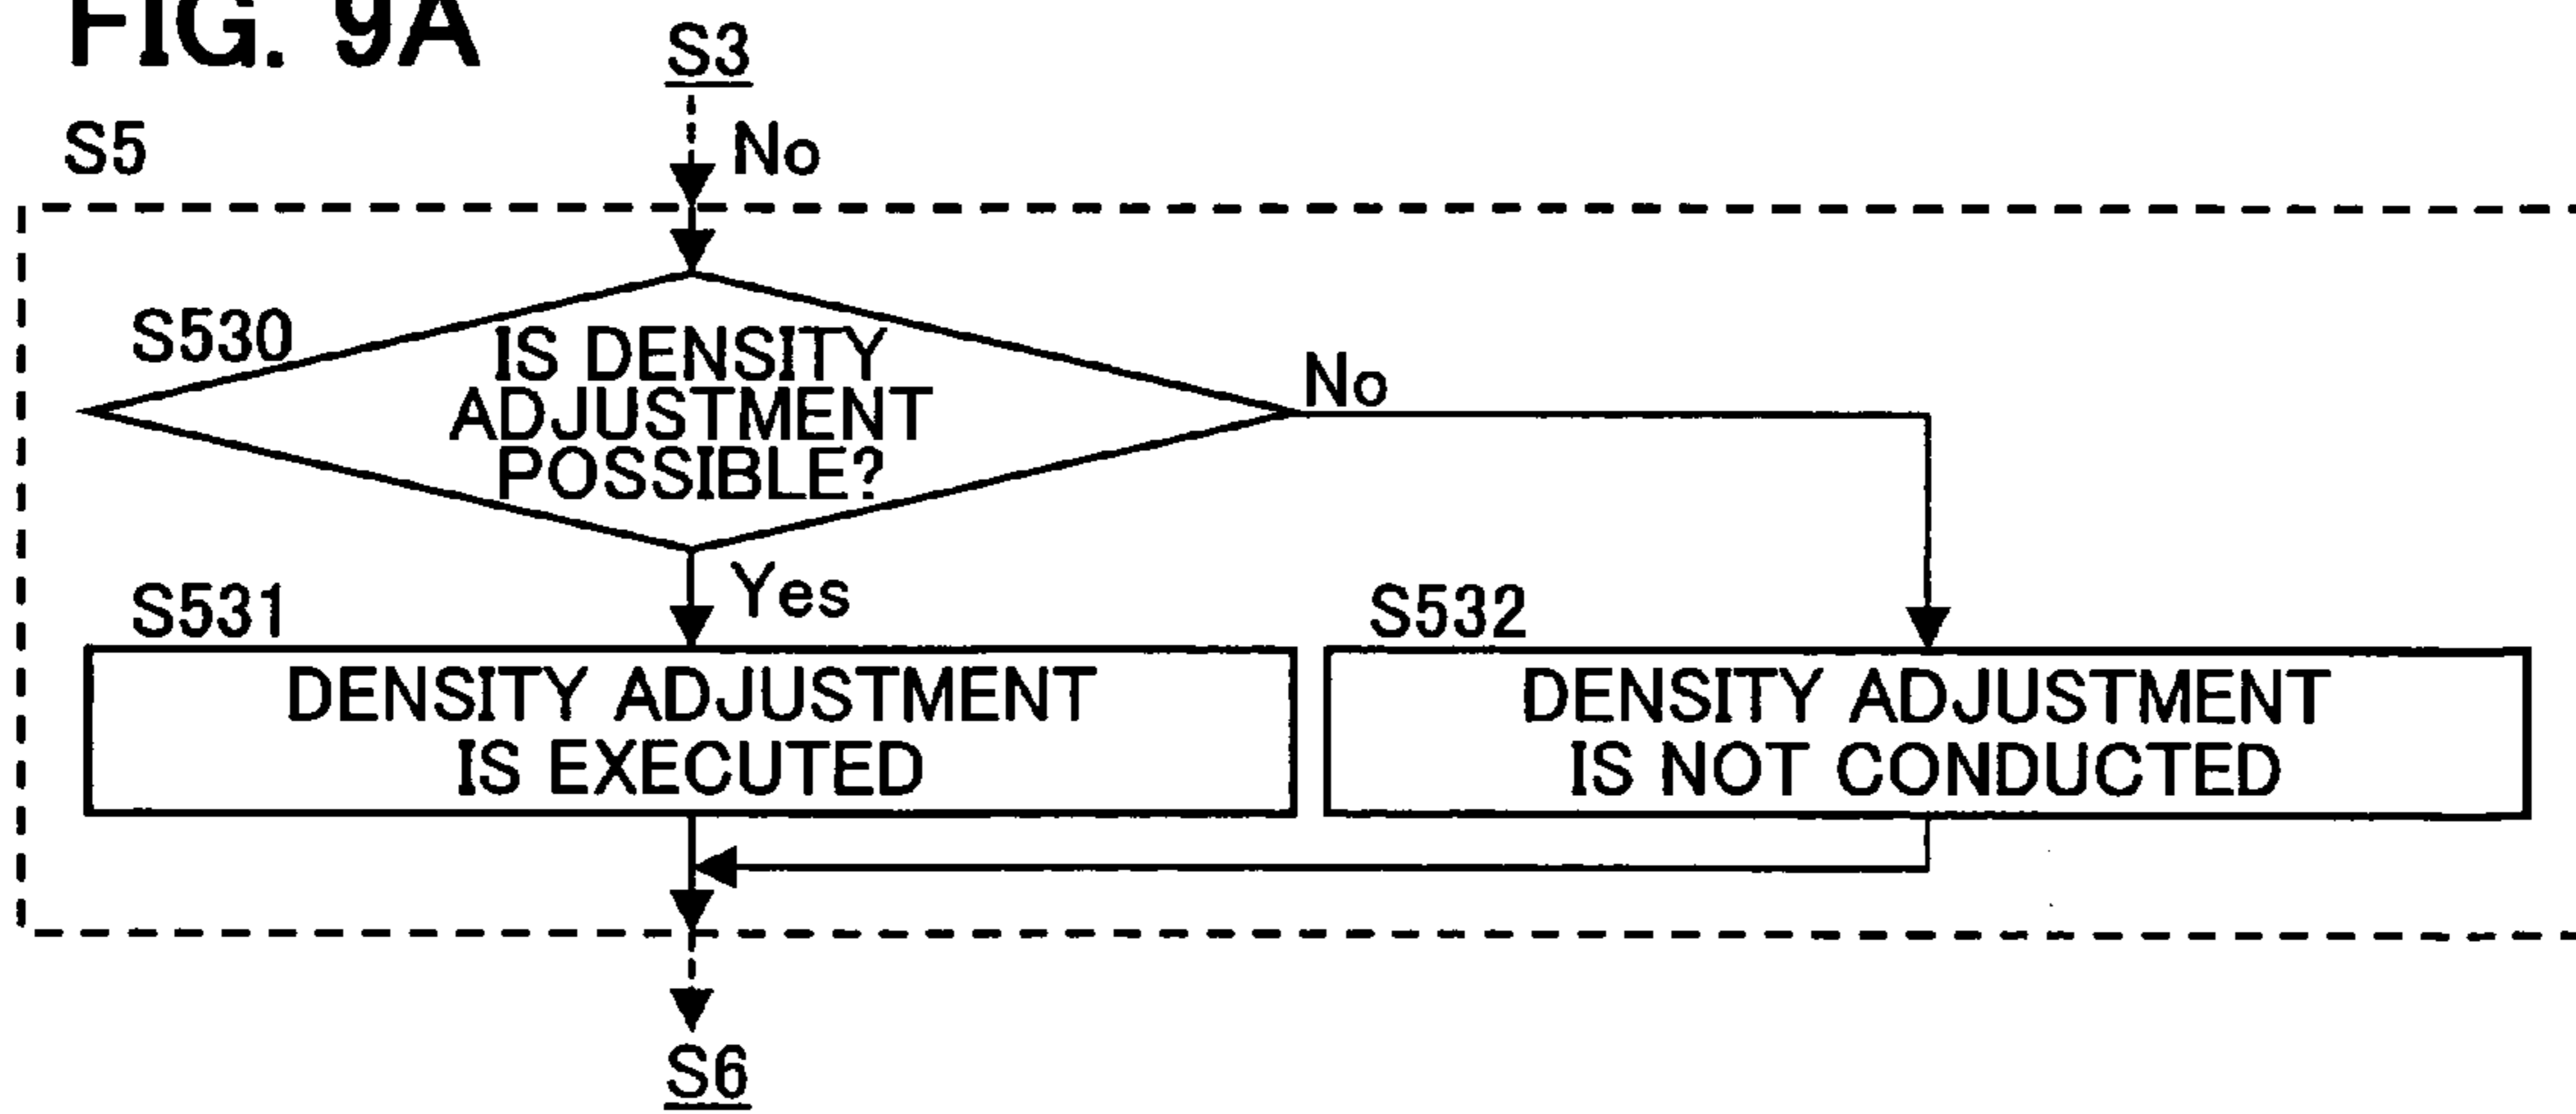 FIG. 9A
S3
No
S5
S530
IS DENSITY
ADJUSTMENT
POSSIBLE?
No
Yes
S531
DENSITY ADJUSTMENT
IS EXECUTED
S532
DENSITY ADJUSTMENT
IS NOT CONDUCTED
S6